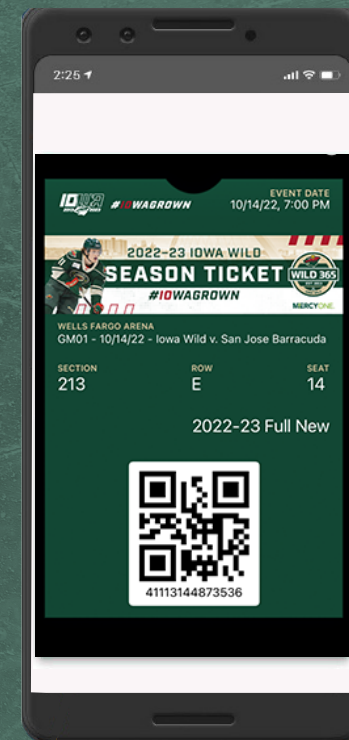 2:25
IOWA #IOWAGROWN
EVENT DATE
10/14/22, 7:00 PM
2022-23 IOWA WILD
SEASON TICKET
WILD 365
#IOWAGROWN
MERCYONE
WELLS FARGO ARENA
GM01 - 10/14/22 - Iowa Wild v. San Jose Barracuda
SECTION ROW SEAT
213 E 14
2022-23 Full New
41113144873536